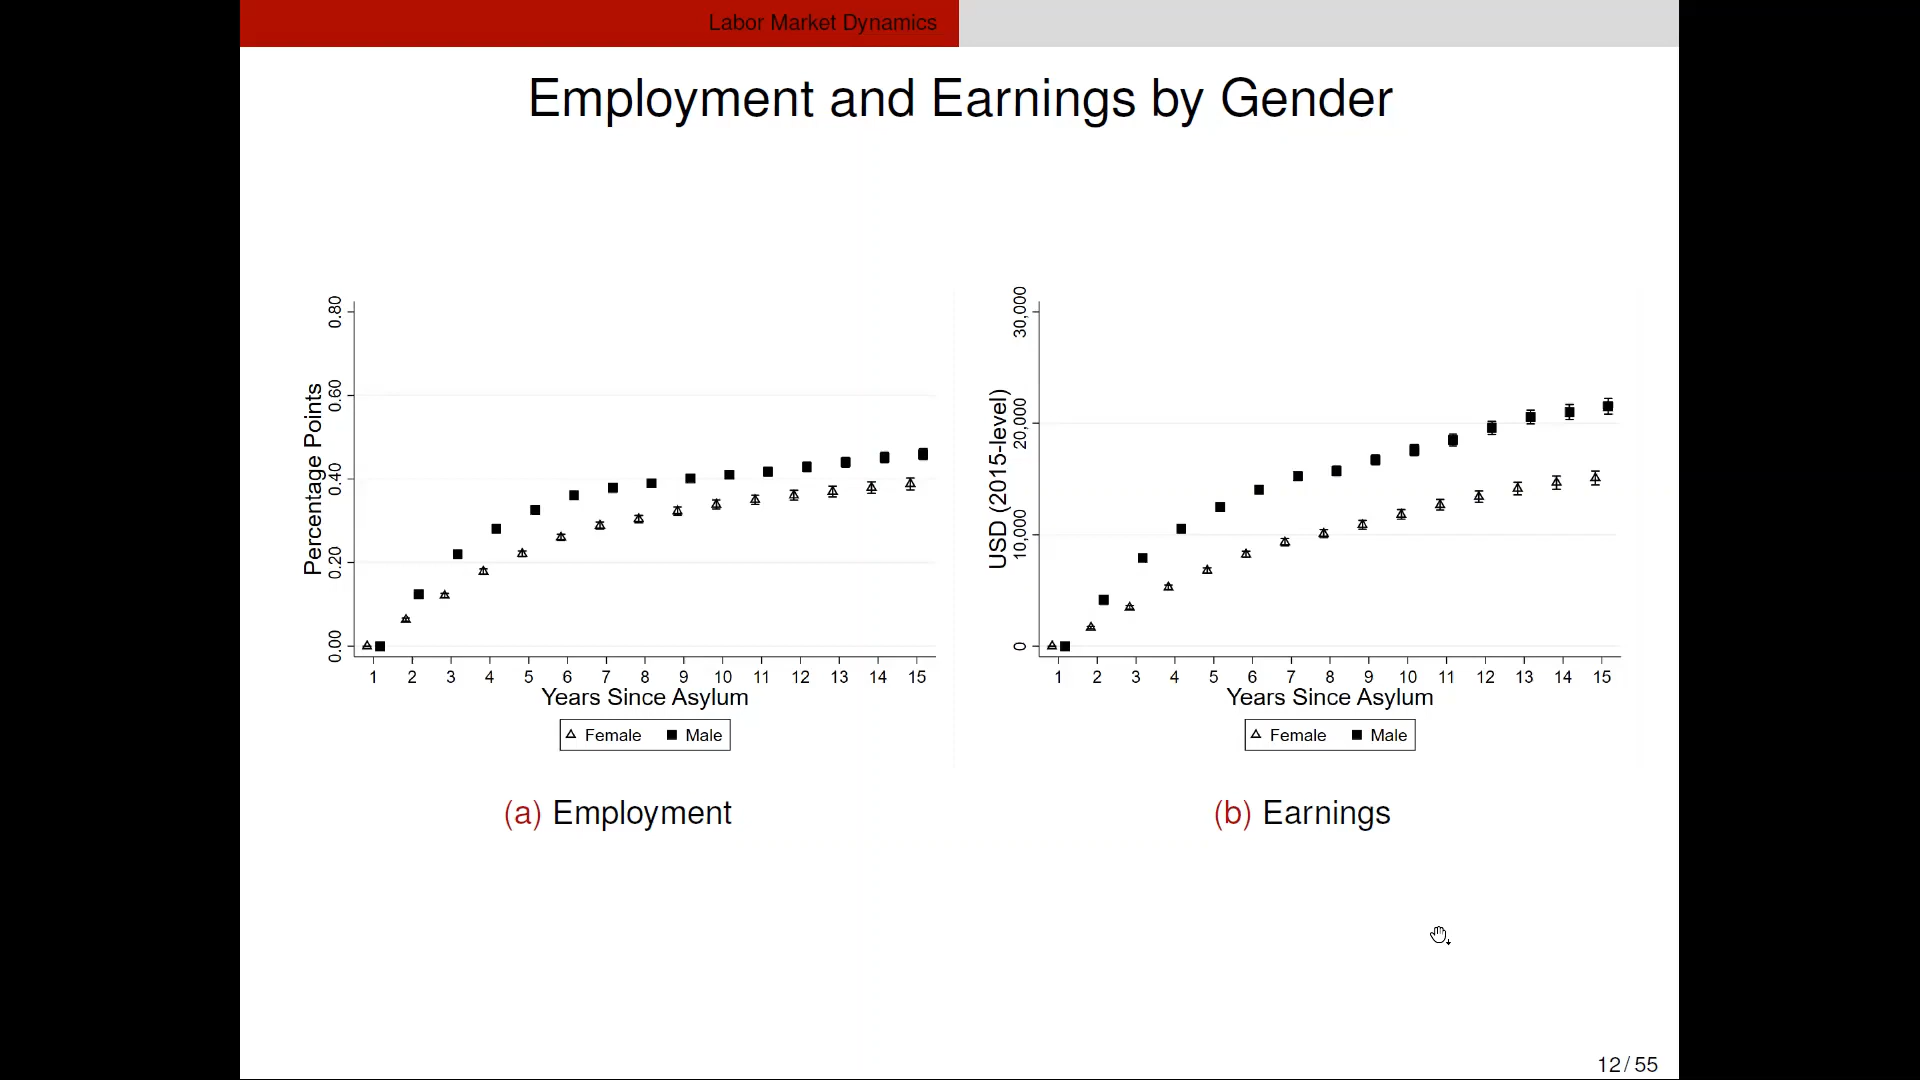 Labor Market Dynamics
Employment and Earnings by Gender
Percentage Points
0.80
0.60
0.40
0.20
0.00
1 2 3 4 5 6 7 8 9 10 11 12 13 14 15
Years Since Asylum
Female Male
(a) Employment
USD (2015-level)
30,000
20,000
10,000
0
1 2 3 4 5 6 7 8 9 10 11 12 13 14 15
Years Since Asylum
Female Male
(b) Earnings
12 / 55